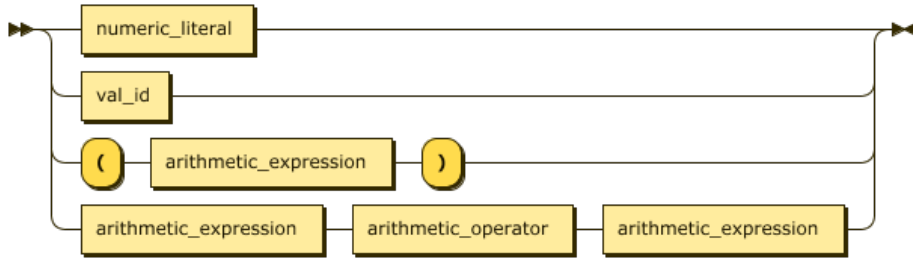 numeric_literal
val_id
( arithmetic_expression )
arithmetic_expression arithmetic_operator arithmetic_expression